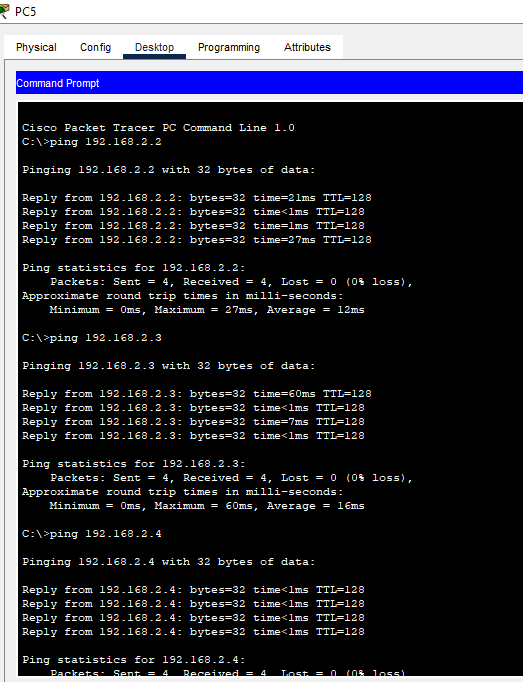 PC5
Physical Config Desktop Programming Attributes
Command Prompt
Cisco Packet Tracer PC Command Line 1.0
C:\>ping 192.168.2.2
Pinging 192.168.2.2 with 32 bytes of data:
Reply from 192.168.2.2: bytes=32 time=21ms TTL=128
Reply from 192.168.2.2: bytes=32 time<1ms TTL=128
Reply from 192.168.2.2: bytes=32 time=1ms TTL=128
Reply from 192.168.2.2: bytes=32 time=27ms TTL=128
Ping statistics for 192.168.2.2:
Packets: Sent = 4, Received = 4, Lost = 0 (0% loss),
Approximate round trip times in milli-seconds:
Minimum = 0ms, Maximum = 27ms, Average = 12ms
C:\>ping 192.168.2.3
Pinging 192.168.2.3 with 32 bytes of data:
Reply from 192.168.2.3: bytes=32 time=60ms TTL=128
Reply from 192.168.2.3: bytes=32 time<1ms TTL=128
Reply from 192.168.2.3: bytes=32 time=7ms TTL=128
Reply from 192.168.2.3: bytes=32 time<1ms TTL=128
Ping statistics for 192.168.2.3:
Packets: Sent = 4, Received = 4, Lost = 0 (0% loss),
Approximate round trip times in milli-seconds:
Minimum = 0ms, Maximum = 60ms, Average = 16ms
C:\>ping 192.168.2.4
Pinging 192.168.2.4 with 32 bytes of data:
Reply from 192.168.2.4: bytes=32 time<1ms TTL=128
Reply from 192.168.2.4: bytes=32 time<1ms TTL=128
Reply from 192.168.2.4: bytes=32 time<1ms TTL=128
Reply from 192.168.2.4: bytes=32 time<1ms TTL=128
Ping statistics for 192.168.2.4:
Packets: Sent = 4, Received = 4, Lost = 0 (0% loss),